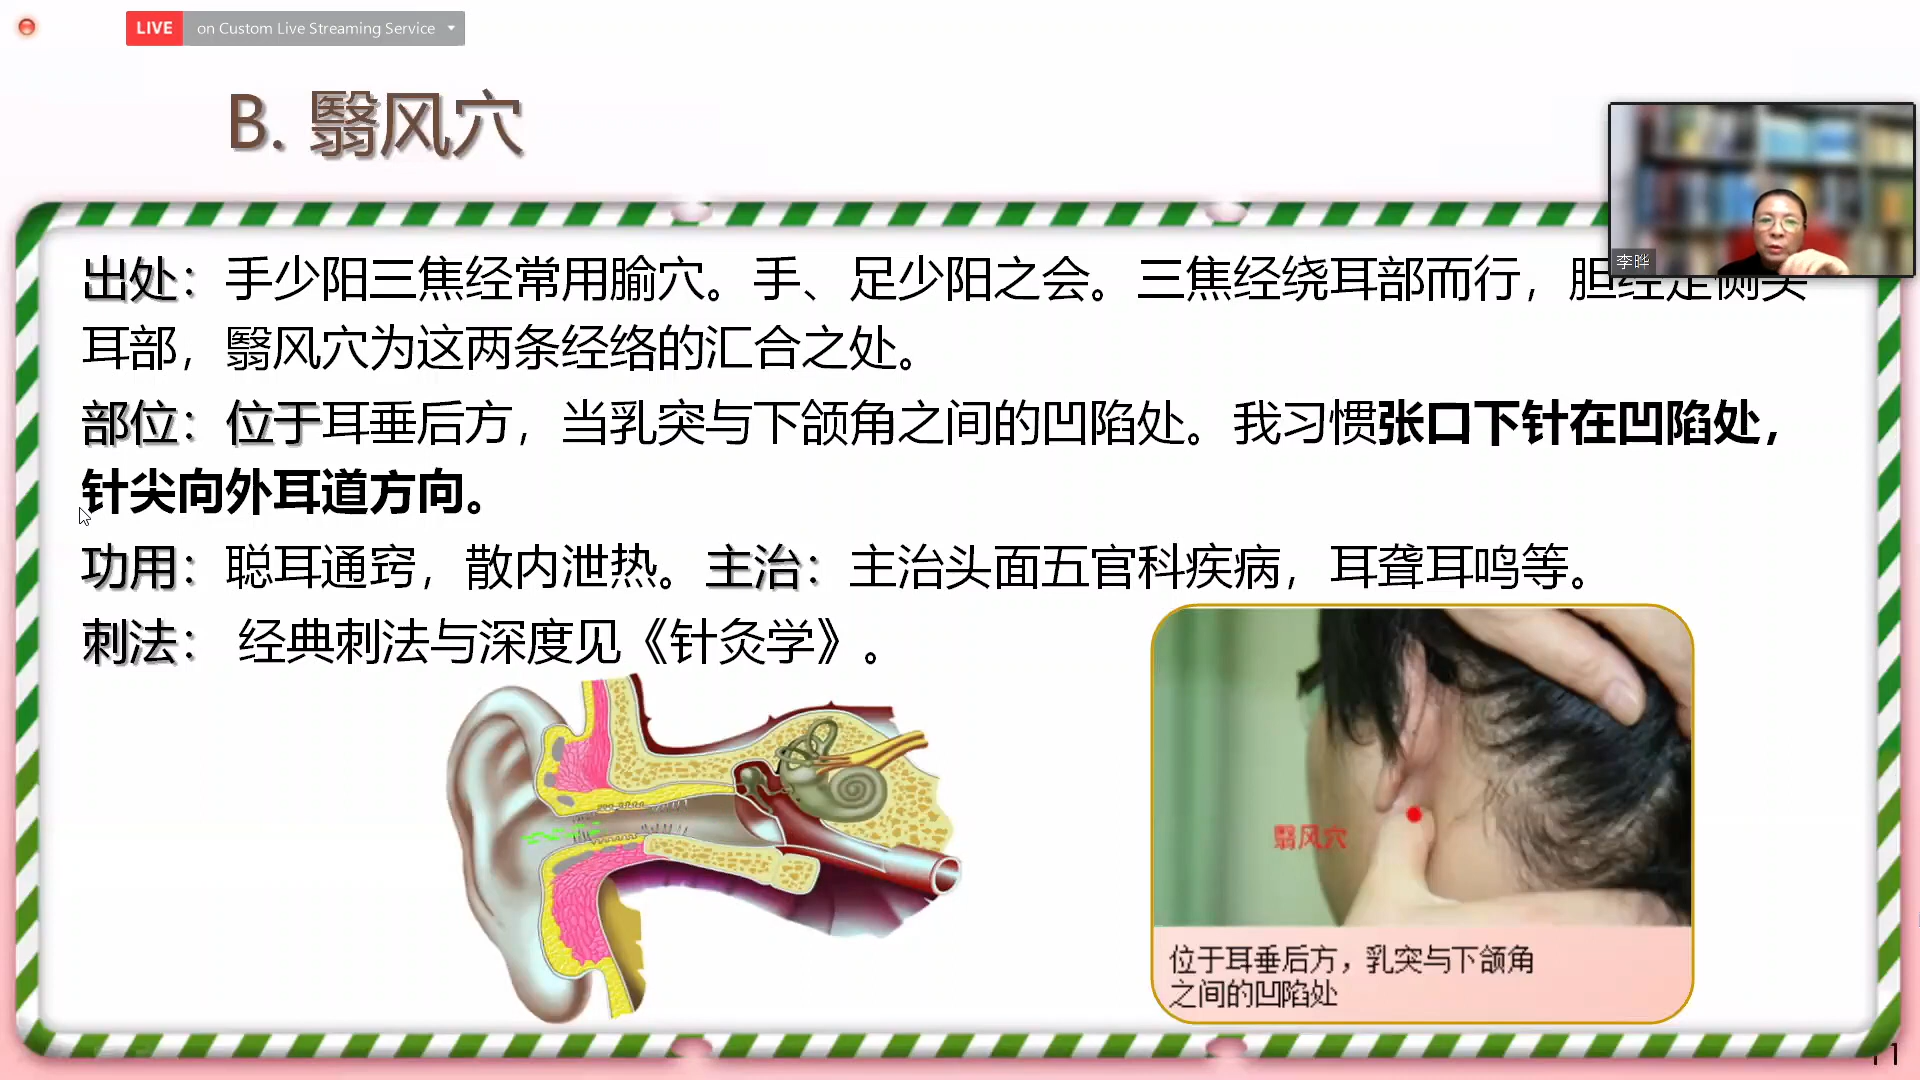 LIVE on Custom Live Streaming Service
B. 翳风穴
李晔
出处：手少阳三焦经常用腧穴。手、足少阳之会。三焦经绕耳部而行，胆经走侧头
耳部，翳风穴为这两条经络的汇合之处。
部位：位于耳垂后方，当乳突与下颌角之间的凹陷处。我习惯张口下针在凹陷处，
针尖向外耳道方向。
功用：聪耳通窍，散内泄热。主治：主治头面五官科疾病，耳聋耳鸣等。
刺法： 经典刺法与深度见《针灸学》。
翳风穴
位于耳垂后方，乳突与下颌角
之间的凹陷处
11